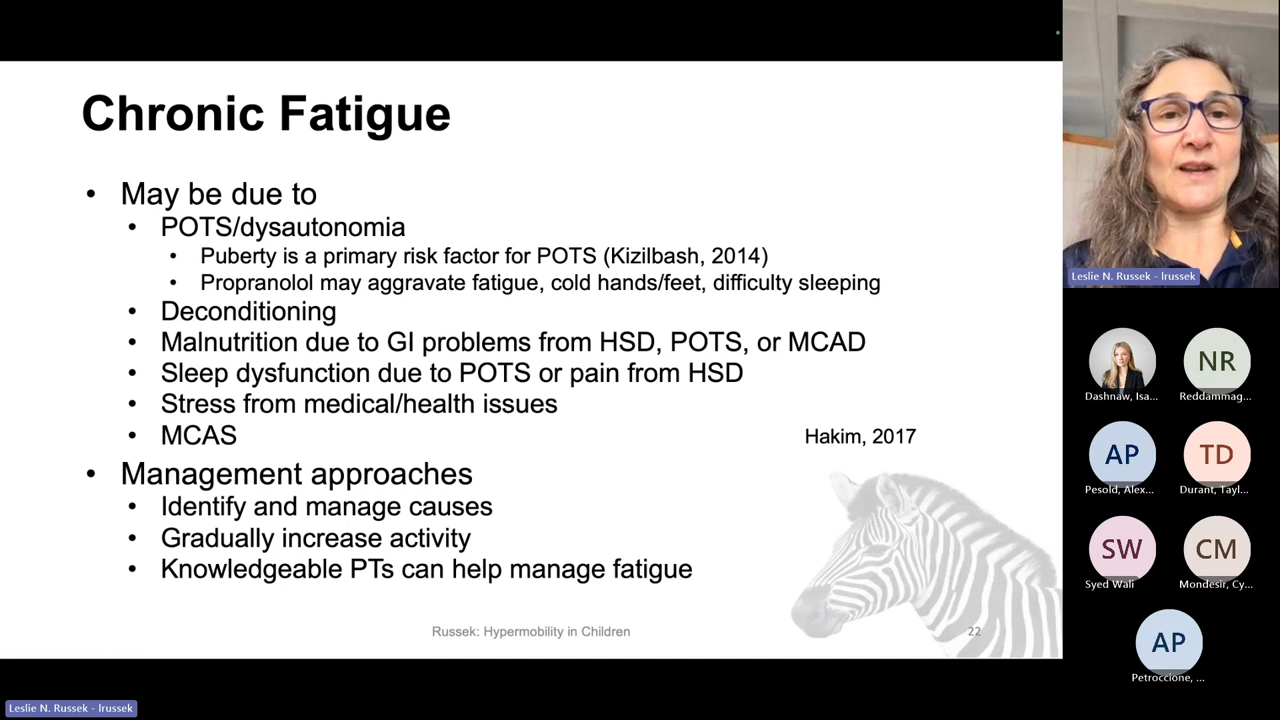 Chronic Fatigue
• May be due to
• POTS/dysautonomia
• Puberty is a primary risk factor for POTS (Kizilbash, 2014)
• Propranolol may aggravate fatigue, cold hands/feet, difficulty sleeping
• Deconditioning
• Malnutrition due to GI problems from HSD, POTS, or MCAD
• Sleep dysfunction due to POTS or pain from HSD
• Stress from medical/health issues
• MCAS
Hakim, 2017
• Management approaches
• Identify and manage causes
• Gradually increase activity
• Knowledgeable PTs can help manage fatigue
Russek: Hypermobility in Children
22
Leslie N. Russek - lrussek
Dashnaw, Isa...
NR
Reddammag...
AP
Pesold, Alex...
TD
Durant, Tayl...
SW
Syed Wali
CM
Mondesir, Cy...
AP
Petroccione, ...
Leslie N. Russek - lrussek